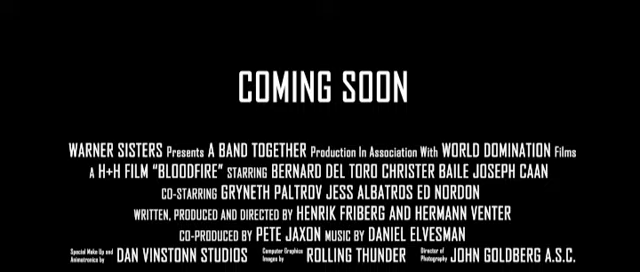 COMING SOON
WARNER SISTERS Presents A BAND TOGETHER Production In Association With WORLD DOMINATION Films
A H+H FILM "BLOODFIRE" STARRING BERNARD DEL TORO CHRISTER BAILE JOSEPH CAAN
CO-STARRING GRYNETH PALTROV JESS ALBATROS ED NORDON
WRITTEN, PRODUCED AND DIRECTED BY HENRIK FRIBERG AND HERMANN VENTER
CO-PRODUCED BY PETE JAXON MUSIC BY DANIEL ELVESMAN
Special Make Up and Animatronics by DAN VINSTONN STUDIOS Computer Graphics Images by ROLLING THUNDER Director of Photography JOHN GOLDBERG A.S.C.